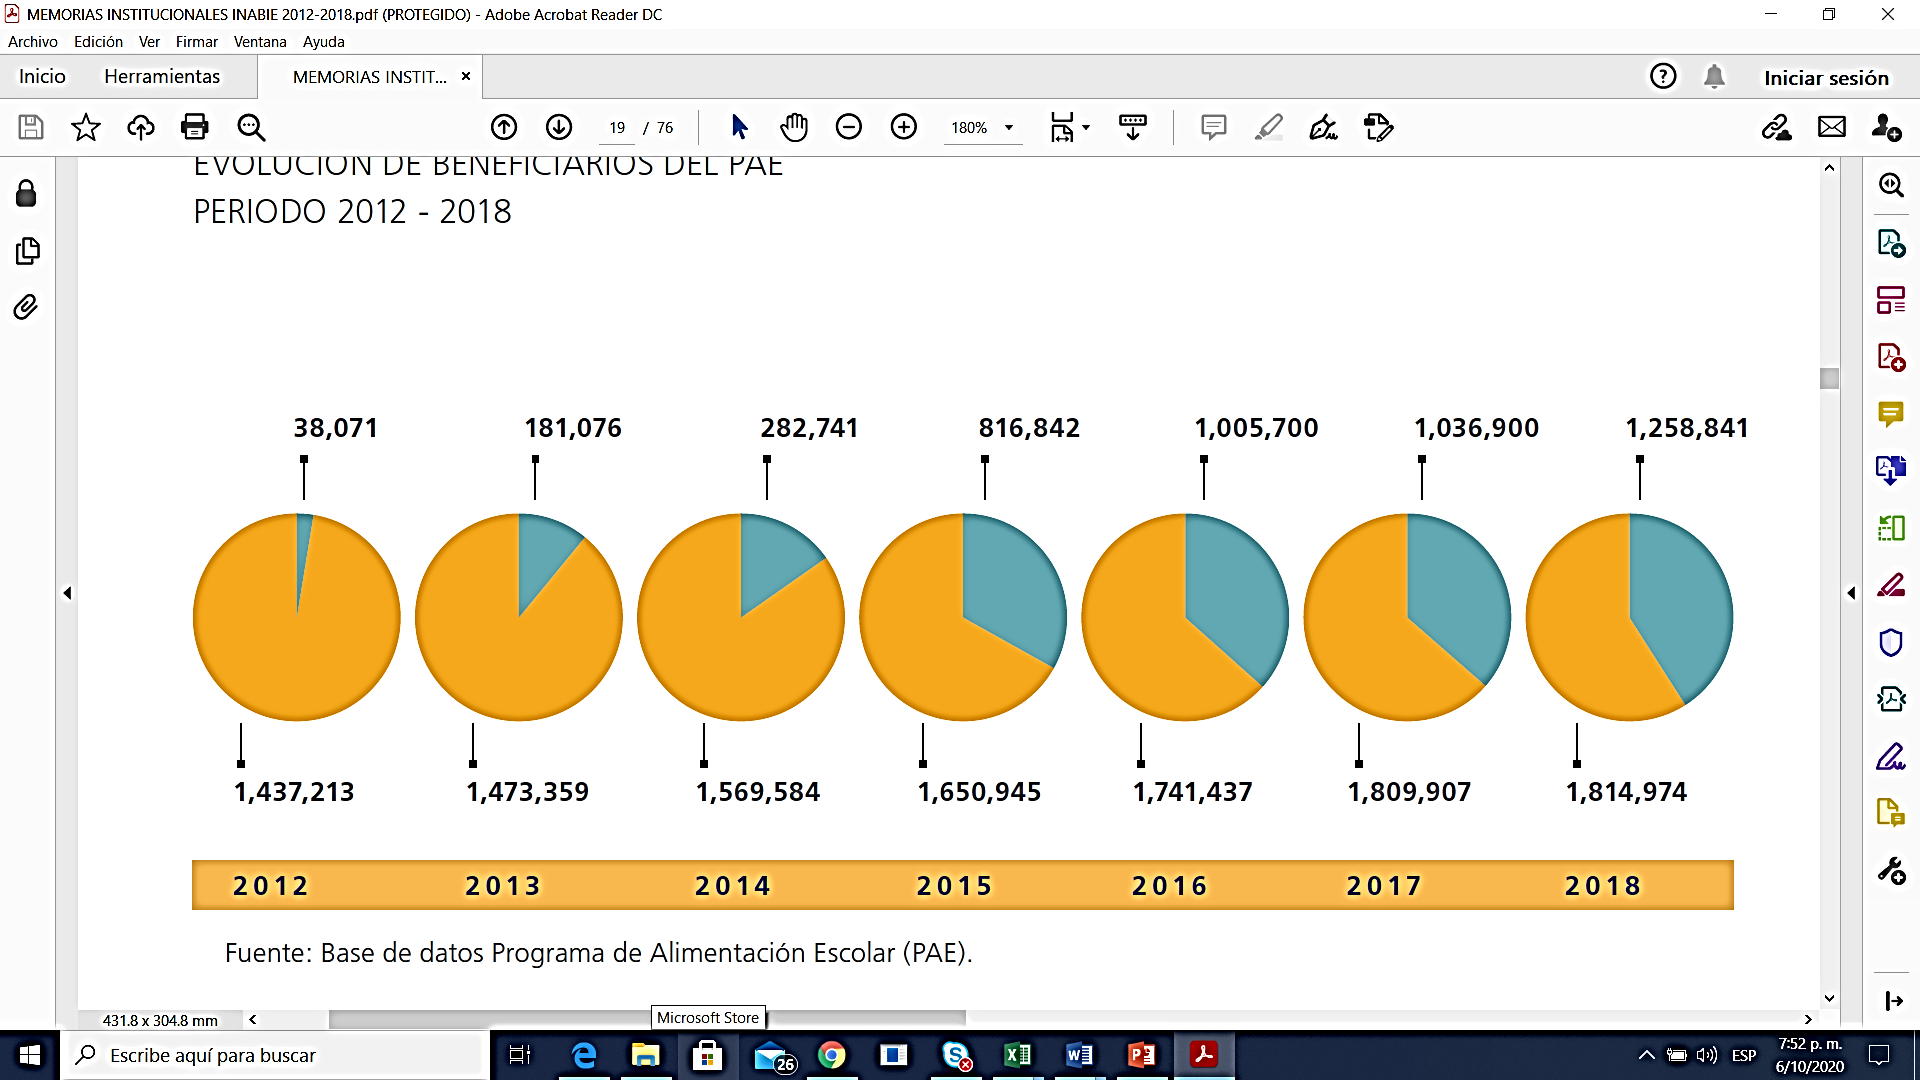 MEMORIAS INSTITUCIONALES INABIE 2012-2018.pdf (PROTEGIDO) - Adobe Acrobat Reader DC
Archivo Edición Ver Firmar Ventana Ayuda
Inicio Herramientas MEMORIAS INSTIT... × Iniciar sesión
19 / 76 180%
EVOLUCIÓN DE BENEFICIARIOS DEL PAE
PERIODO 2012 - 2018
38,071 181,076 282,741 816,842 1,005,700 1,036,900 1,258,841
1,437,213 1,473,359 1,569,584 1,650,945 1,741,437 1,809,907 1,814,974
2012 2013 2014 2015 2016 2017 2018
Fuente: Base de datos Programa de Alimentación Escolar (PAE).
431.8 x 304.8 mm
Microsoft Store
Escribe aquí para buscar
26
ESP
7:52 p. m.
6/10/2020